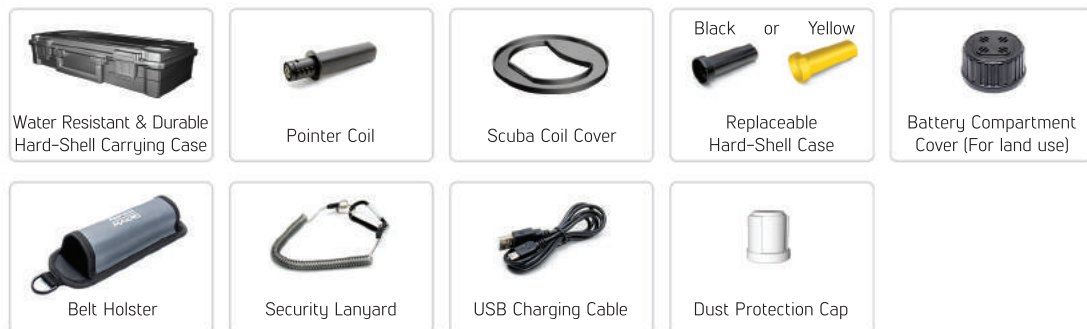 Black or Yellow
Water Resistant & Durable
Hard-Shell Carrying Case
Pointer Coil
Scuba Coil Cover
Replaceable
Hard-Shell Case
Battery Compartment
Cover (For land use)
Belt Holster
Security Lanyard
USB Charging Cable
Dust Protection Cap